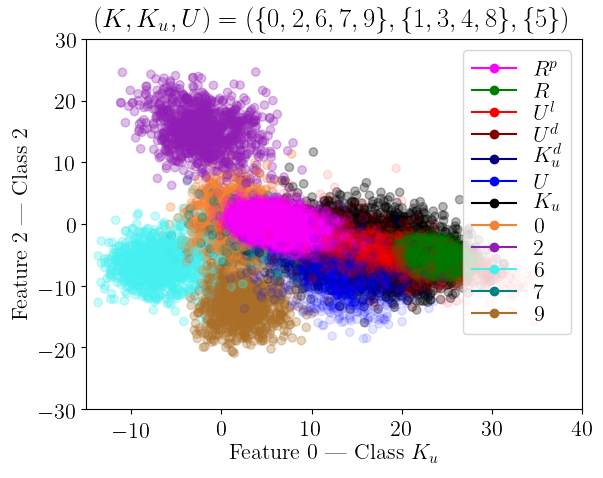 (K, K_u, U) = ({0, 2, 6, 7, 9}, {1, 3, 4, 8}, {5})
30
20
10
0
−10
−20
−30
Feature 2 — Class 2
R^p
R
U^l
U^d
K_u^d
U
K_u
0
2
6
7
9
−10
0
10
20
30
40
Feature 0 — Class K_u